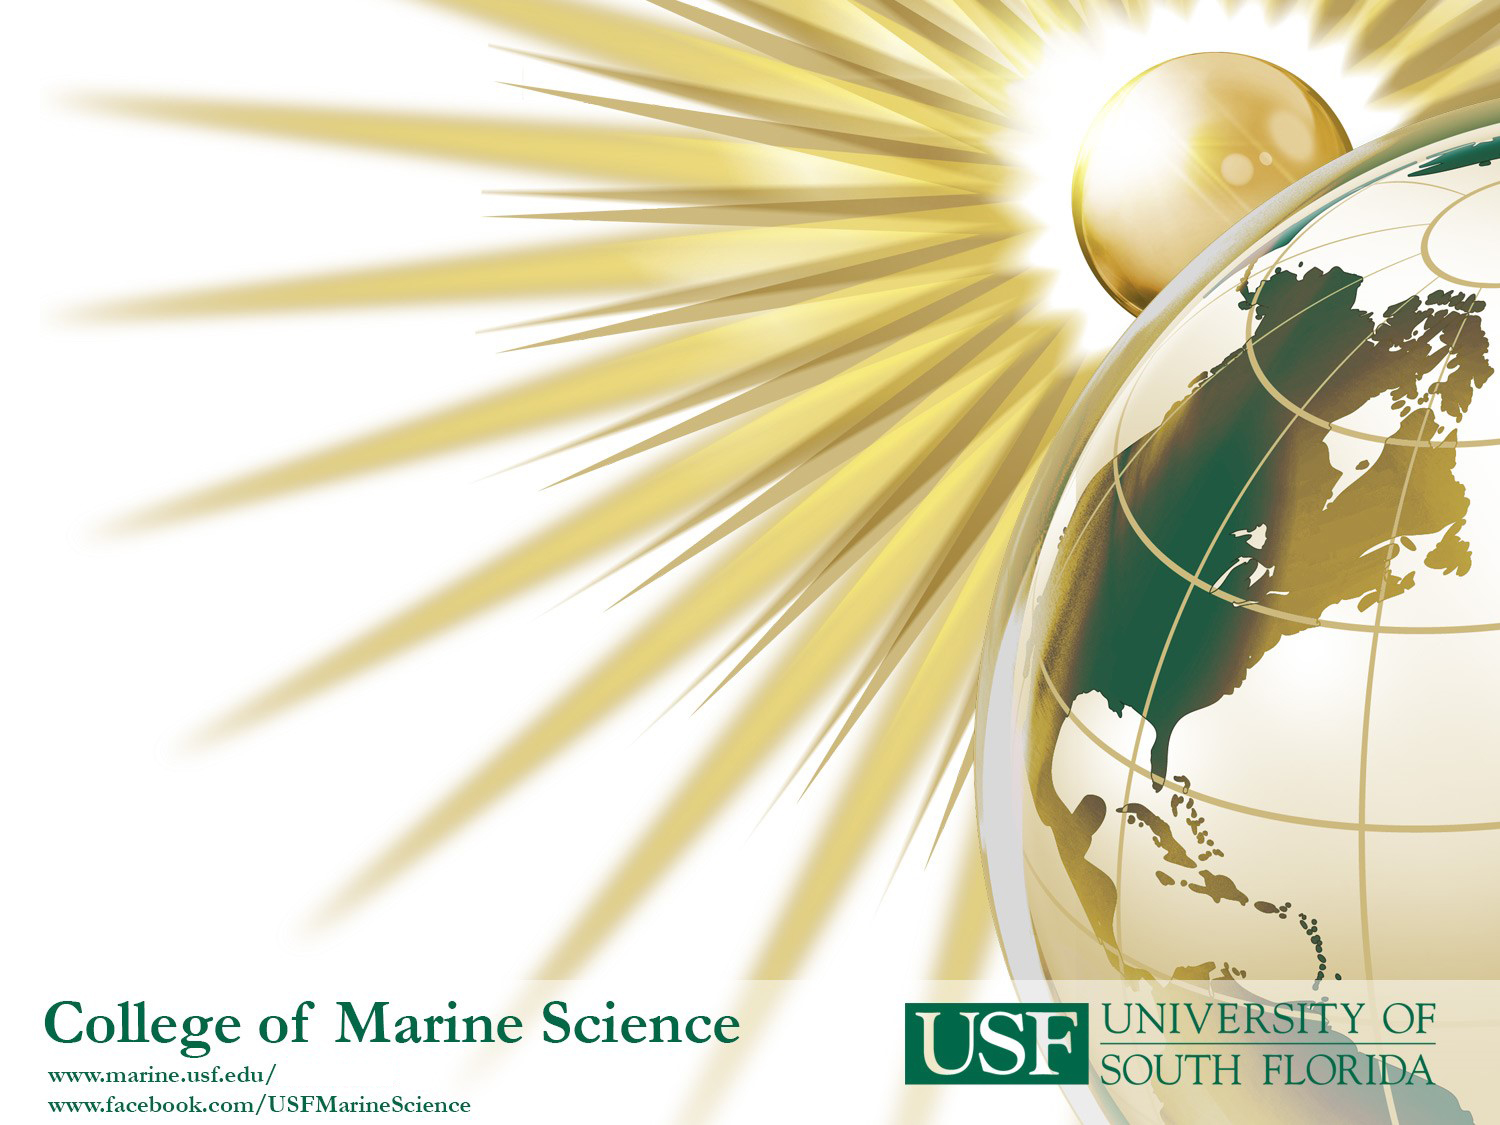 College of Marine Science
www.marine.usf.edu/
www.facebook.com/USFMarineScience
USF
UNIVERSITY OF
SOUTH FLORIDA